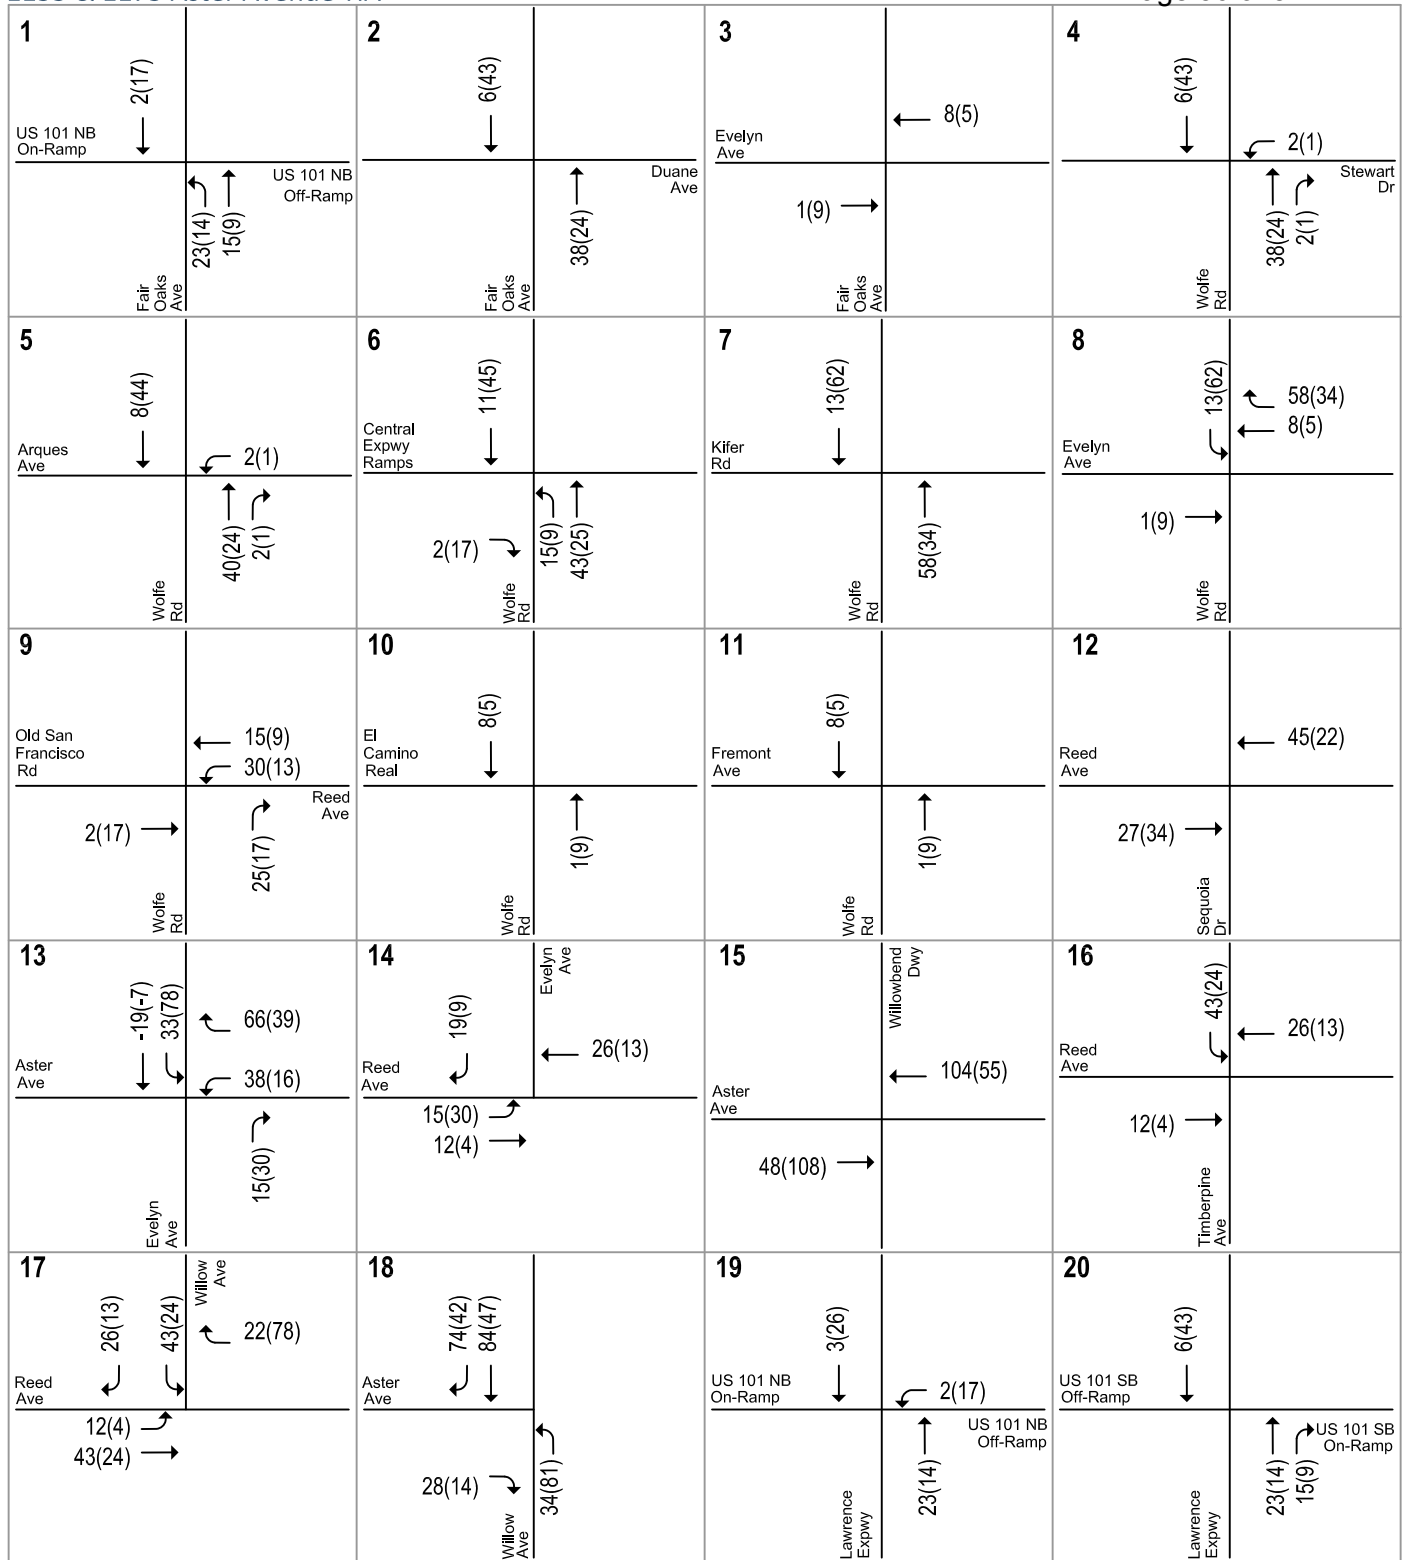 1
2(17)
US 101 NB
On-Ramp
US 101 NB
Off-Ramp
23(14)
15(9)
Fair
Oaks
Ave
2
6(43)
Duane
Ave
38(24)
Fair
Oaks
Ave
3
8(5)
Evelyn
Ave
1(9)
Fair
Oaks
Ave
4
6(43)
2(1)
Stewart
Dr
38(24)
2(1)
Wolfe
Rd
5
8(44)
Arques
Ave
2(1)
40(24)
2(1)
Wolfe
Rd
6
11(45)
Central
Expwy
Ramps
2(17)
15(9)
43(25)
Wolfe
Rd
7
13(62)
Kifer
Rd
58(34)
Wolfe
Rd
8
13(62)
58(34)
8(5)
Evelyn
Ave
1(9)
Wolfe
Rd
9
Old San
Francisco
Rd
15(9)
30(13)
Reed
Ave
2(17)
25(17)
Wolfe
Rd
10
8(5)
El
Camino
Real
1(9)
Wolfe
Rd
11
8(5)
Fremont
Ave
1(9)
Wolfe
Rd
12
45(22)
Reed
Ave
27(34)
Sequoia
Dr
13
-19(-7)
33(78)
66(39)
Aster
Ave
38(16)
15(30)
Evelyn
Ave
14
Evelyn
Ave
19(9)
26(13)
Reed
Ave
15(30)
12(4)
15
Willowbend
Dwy
104(55)
Aster
Ave
48(108)
16
43(24)
26(13)
Reed
Ave
12(4)
Timberpine
Ave
17
Willow
Ave
26(13)
43(24)
22(78)
Reed
Ave
12(4)
43(24)
18
74(42)
84(47)
Aster
Ave
28(14)
34(81)
Willow
Ave
19
3(26)
US 101 NB
On-Ramp
2(17)
US 101 NB
Off-Ramp
23(14)
Lawrence
Expwy
20
6(43)
US 101 SB
Off-Ramp
US 101 SB
On-Ramp
23(14)
15(9)
Lawrence
Expwy